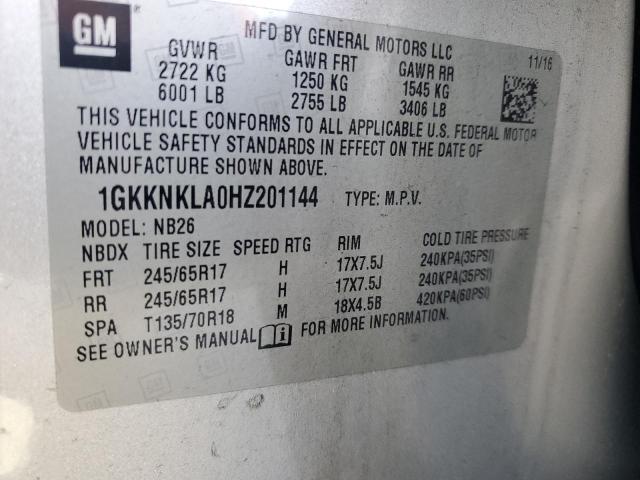 GM
MFD BY GENERAL MOTORS LLC
GVWR GAWR FRT GAWR RR 11/16
2722 KG 1250 KG 1545 KG
6001 LB 2755 LB 3406 LB
THIS VEHICLE CONFORMS TO ALL APPLICABLE U.S. FEDERAL MOTOR
VEHICLE SAFETY STANDARDS IN EFFECT ON THE DATE OF
MANUFACTURE SHOWN ABOVE.
1GKKNKLA0HZ201144 TYPE: M.P.V.
MODEL: NB26
NBDX TIRE SIZE SPEED RTG RIM COLD TIRE PRESSURE
FRT 245/65R17 H 17X7.5J 240KPA(35PSI)
RR 245/65R17 H 17X7.5J 240KPA(35PSI)
SPA T135/70R18 M 18X4.5B 420KPA(60PSI)
SEE OWNER'S MANUAL i FOR MORE INFORMATION.